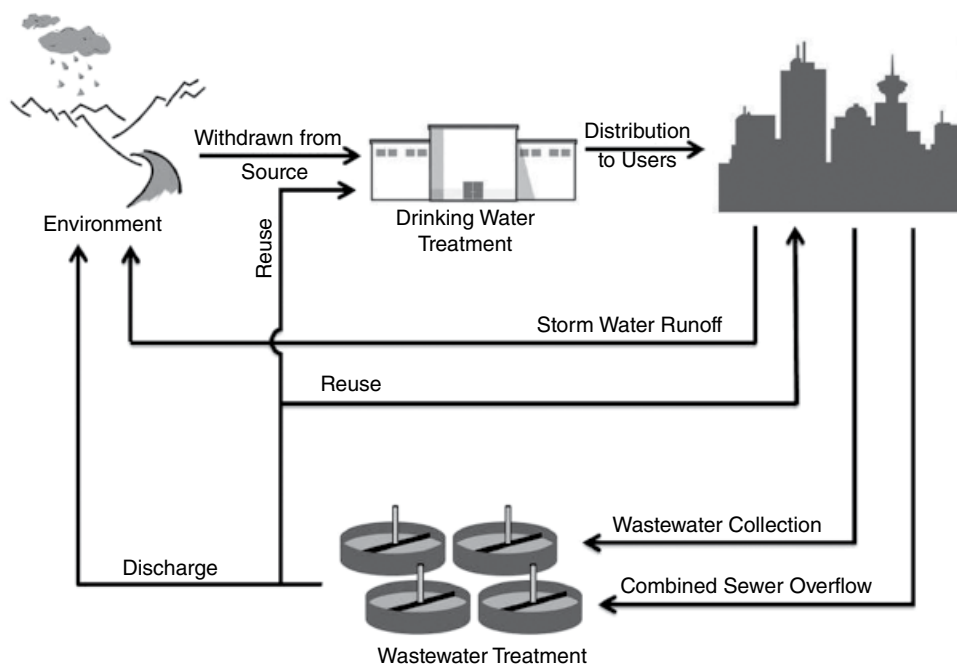 Withdrawn from
Source
Distribution
to Users
Environment
Drinking Water
Treatment
Reuse
Storm Water Runoff
Reuse
Wastewater Collection
Discharge
Combined Sewer Overflow
Wastewater Treatment